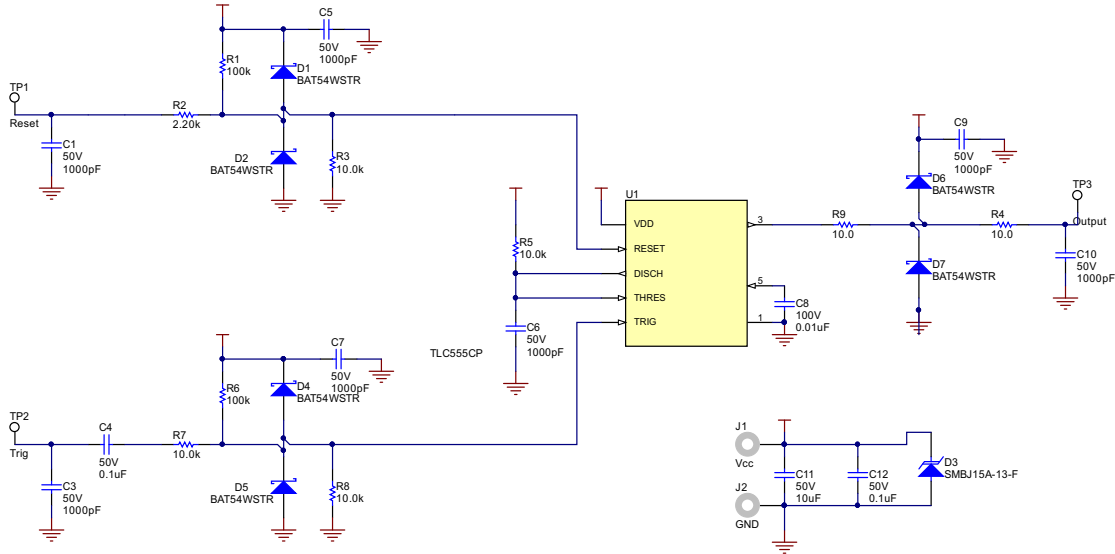 C5
50V
1000pF
R1
100k
D1
BAT54WSTR
TP1
Reset
R2
2.20k
C1
50V
1000pF
D2
BAT54WSTR
R3
10.0k
C9
50V
1000pF
D6
BAT54WSTR
TP3
Output
U1
VDD
RESET
DISCH
THRES
TRIG
3
5
1
R5
10.0k
R9
10.0
R4
10.0
D7
BAT54WSTR
C10
50V
1000pF
C8
100V
0.01uF
C6
50V
1000pF
TLC555CP
C7
50V
1000pF
R6
100k
D4
BAT54WSTR
TP2
Trig
C4
50V
0.1uF
R7
10.0k
C3
50V
1000pF
D5
BAT54WSTR
R8
10.0k
J1
Vcc
J2
GND
C11
50V
10uF
C12
50V
0.1uF
D3
SMBJ15A-13-F